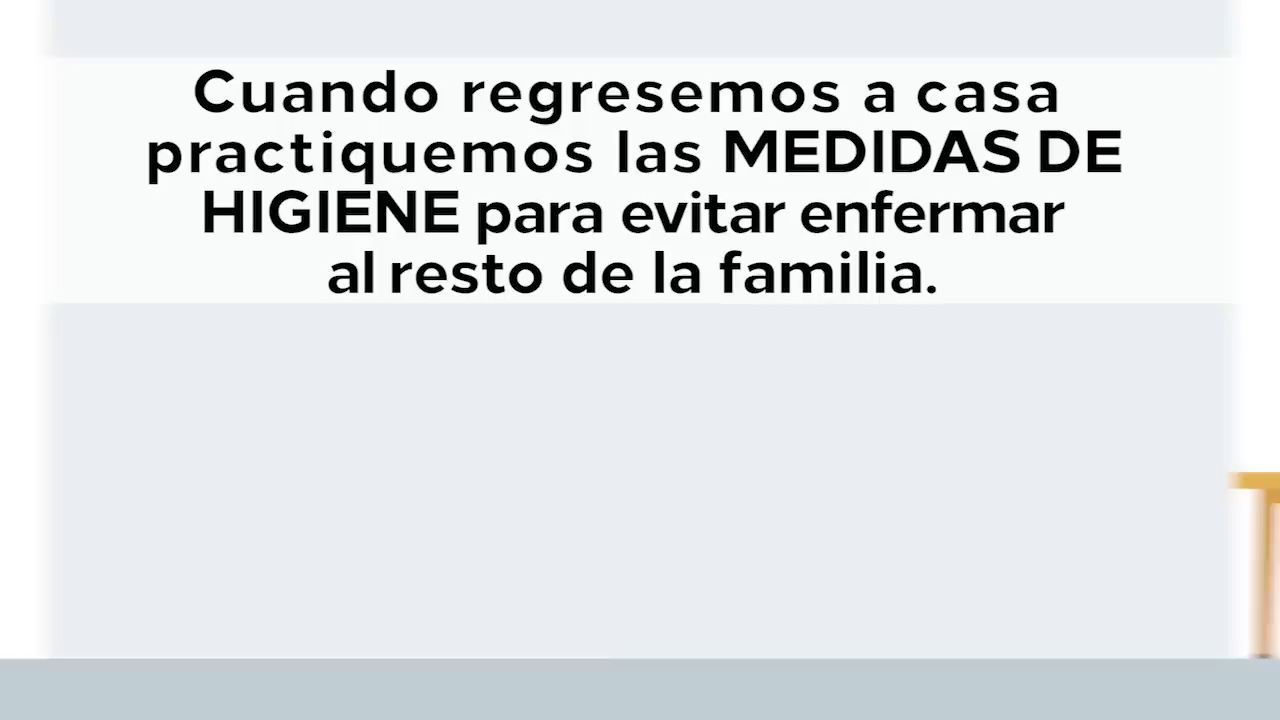 Cuando regresemos a casa
practiquemos las MEDIDAS DE
HIGIENE para evitar enfermar
al resto de la familia.